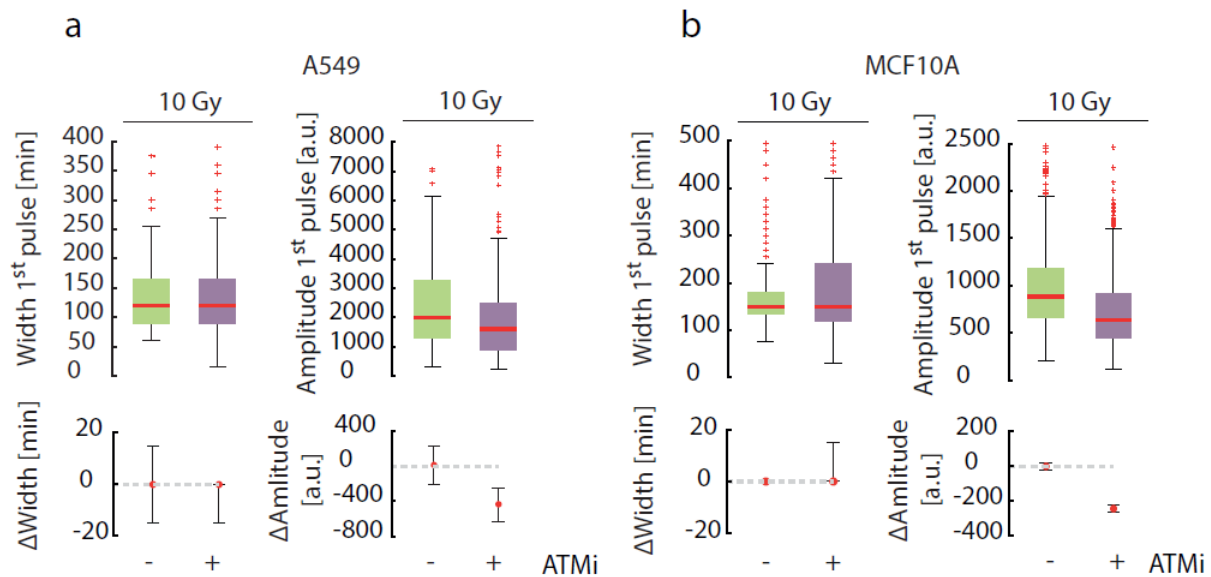 a
A549
10 Gy
10 Gy
Width 1st pulse [min]
400
350
300
250
200
150
100
50
0
Amplitude 1st pulse [a.u.]
8000
7000
6000
5000
4000
3000
2000
1000
0
ΔWidth [min]
20
0
-20
ΔAmlitude
[a.u.]
400
0
-400
-800
- +
- +
ATMi
b
MCF10A
10 Gy
10 Gy
Width 1st pulse [min]
500
400
300
200
100
0
Amplitude 1st pulse [a.u.]
2500
2000
1500
1000
500
0
ΔWidth [min]
20
0
-20
ΔAmlitude
[a.u.]
200
0
-200
-400
- +
- +
ATMi